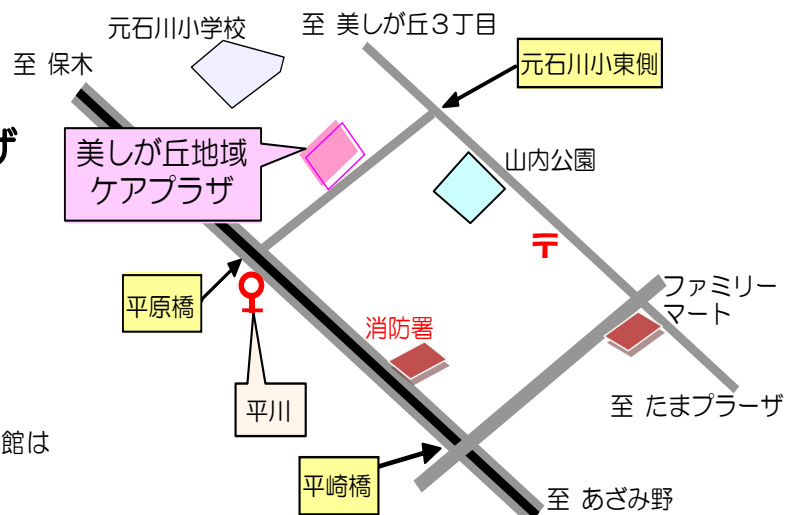 元石川小学校
至 美しが丘3丁目
至 保木
元石川小東側
ザ
美しが丘地域
ケアプラザ
山内公園
〒
平原橋
ファミリー
マート
消防署
平川
至 たまプラーザ
館は
平崎橋
至 あざみ野